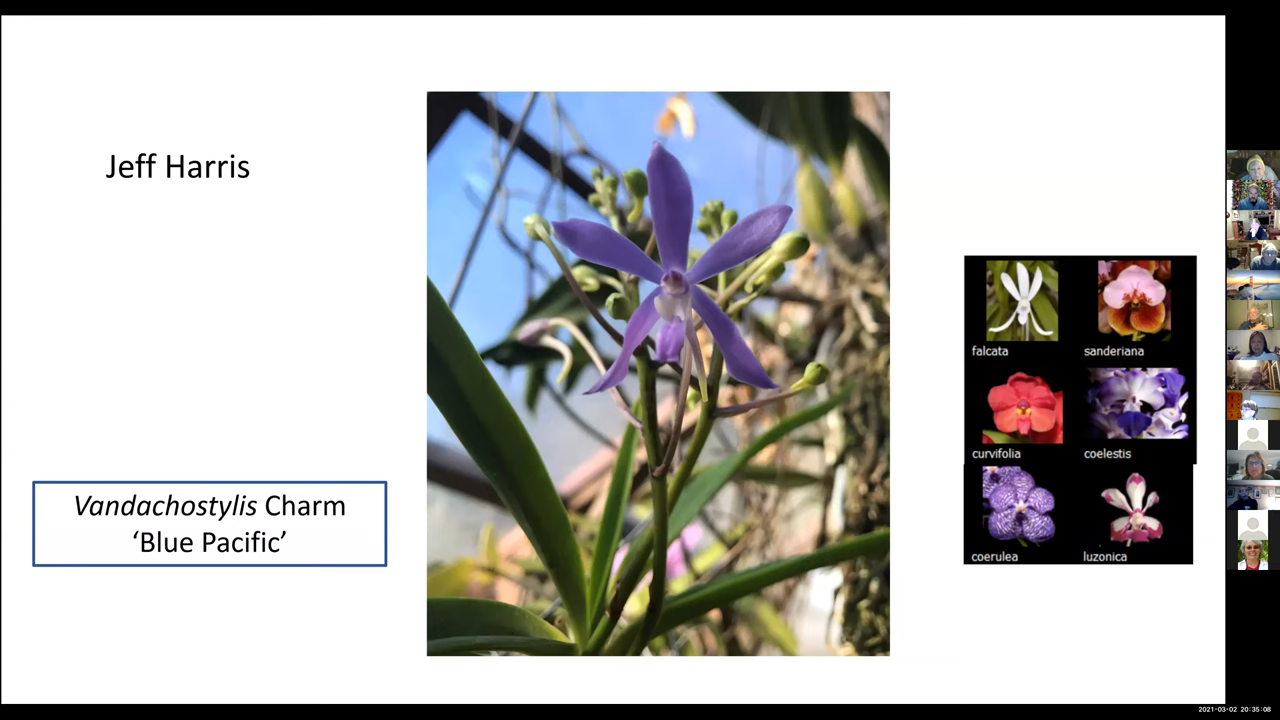 Jeff Harris
Vandachostylis Charm
‘Blue Pacific’
falcata
sanderiana
curvifolia
coelestis
coerulea
luzonica
2021-03-02 20:35:08